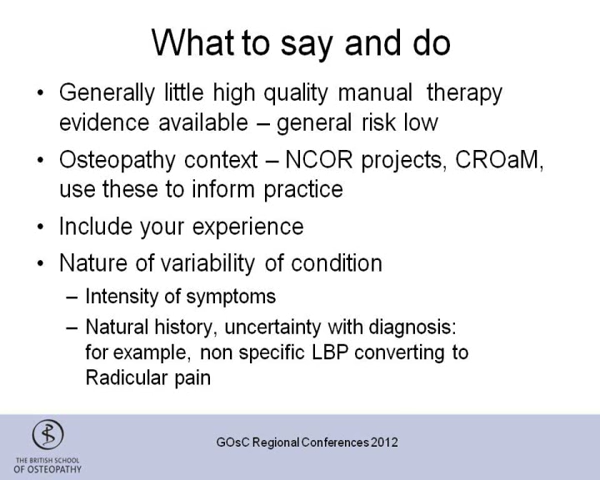 What to say and do
• Generally little high quality manual therapy
evidence available – general risk low
• Osteopathy context – NCOR projects, CROaM,
use these to inform practice
• Include your experience
• Nature of variability of condition
– Intensity of symptoms
– Natural history, uncertainty with diagnosis:
for example, non specific LBP converting to
Radicular pain
GOsC Regional Conferences 2012
THE BRITISH SCHOOL
OF OSTEOPATHY